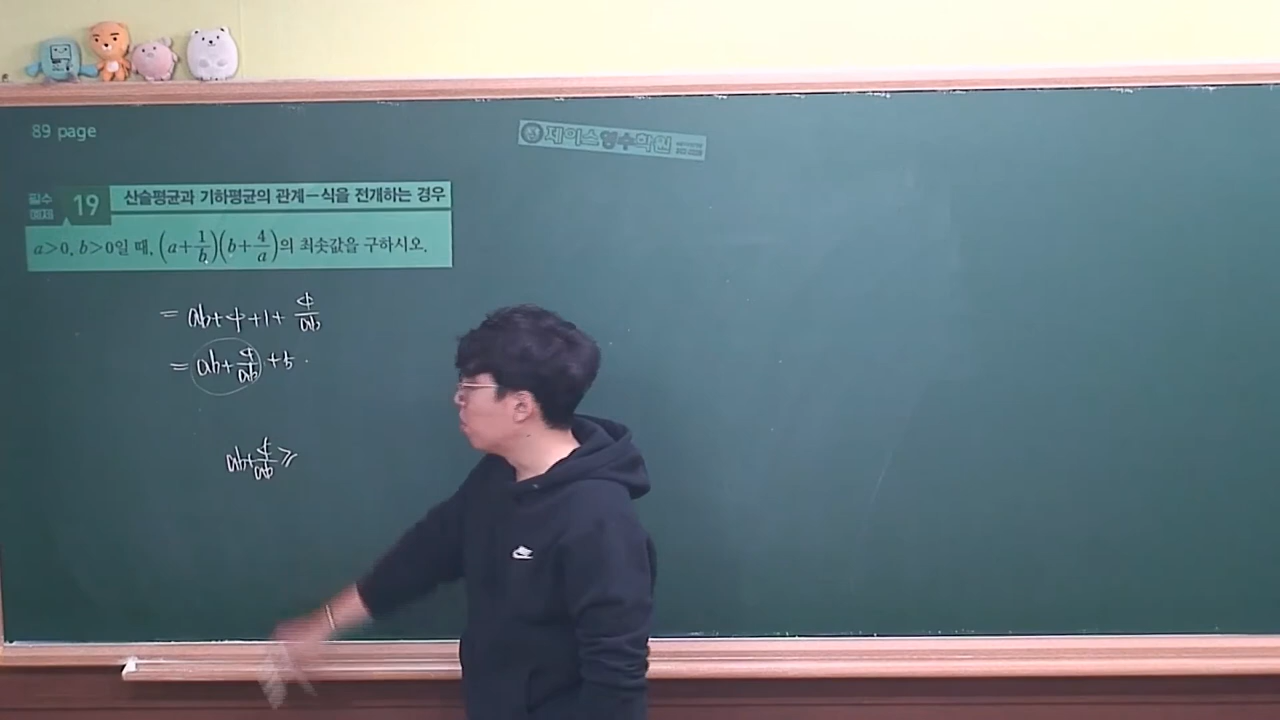 89 page
제이스영수학원
필수 예제 19 산술평균과 기하평균의 관계-식을 전개하는 경우
a>0, b>0일 때, (a+1/b)(b+4/a)의 최솟값을 구하시오.
= ab+4+1+4/ab
= ab+4/ab+5
ab+4/ab≥